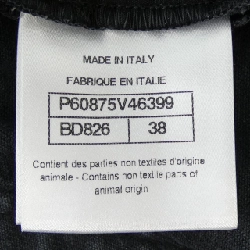 MADE IN ITALY
FABRIQUE EN ITALIE
P60875V46399
BD826 38
Contient des parties non textiles d'origine
animale - Contains non textile parts of
animal origin